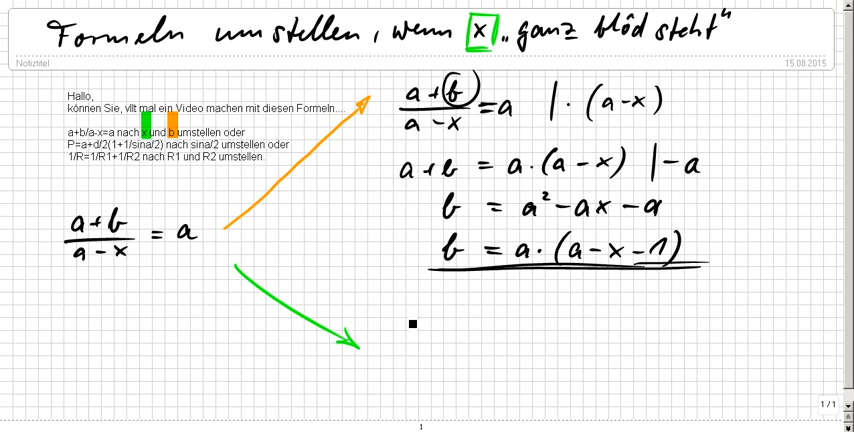 Formeln umstellen, wenn x „ganz blöd steht"
Notiztitel
15.08.2015
Hallo,
können Sie, vllt mal ein Video machen mit diesen Formeln....
a+b/a-x=a nach x und b umstellen oder
P=a+d/2(1+1/sina/2) nach sina/2 umstellen oder
1/R=1/R1+1/R2 nach R1 und R2 umstellen.
(a+b)/(a-x) = a
(a+b)/(a-x) = a | · (a-x)
a+b = a·(a-x) | -a
b = a² - ax - a
b = a·(a-x-1)
1 / 1
1